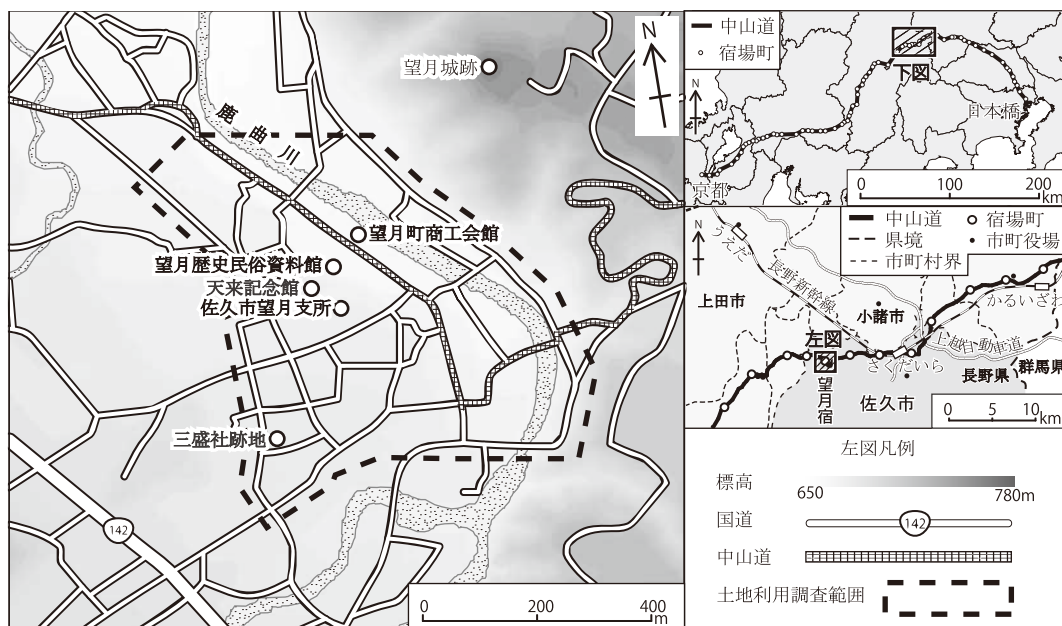 望月城跡
N
鹿曲川
望月町商工会館
望月歴史民俗資料館
天来記念館
佐久市望月支所
三盛社跡地
142
0 200 400
m
中山道
宿場町
N
下図
日本橋
京都
0 100 200
km
中山道 宿場町
県境 市町役場
市町村界
N
うえだ
長野新幹線
上田市
小諸市
かるいざわ
左図
上越自動車道
さくだいら
長野県
群馬県
望月宿
佐久市
0 5 10
km
左図凡例
標高
650 780m
国道
142
中山道
土地利用調査範囲